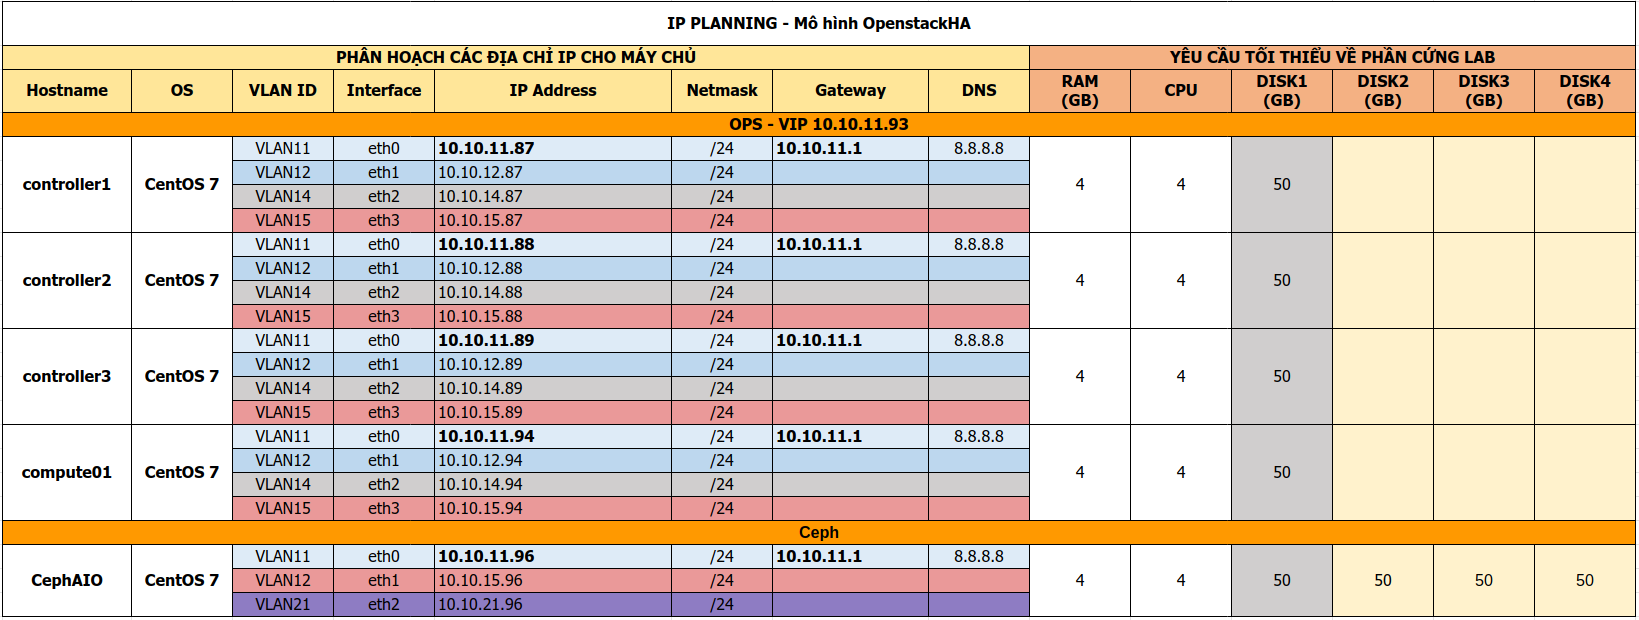 IP PLANNING - Mô hình OpenstackHA
PHÂN HOẠCH CÁC ĐỊA CHỈ IP CHO MÁY CHỦ YÊU CẦU TỐI THIỂU VỀ PHẦN CỨNG LAB
Hostname OS VLAN ID Interface IP Address Netmask Gateway DNS RAM (GB) CPU DISK1 (GB) DISK2 (GB) DISK3 (GB) DISK4 (GB)
OPS - VIP 10.10.11.93
controller1 CentOS 7 VLAN11 eth0 10.10.11.87 /24 10.10.11.1 8.8.8.8 4 4 50
VLAN12 eth1 10.10.12.87 /24
VLAN14 eth2 10.10.14.87 /24
VLAN15 eth3 10.10.15.87 /24
controller2 CentOS 7 VLAN11 eth0 10.10.11.88 /24 10.10.11.1 8.8.8.8 4 4 50
VLAN12 eth1 10.10.12.88 /24
VLAN14 eth2 10.10.14.88 /24
VLAN15 eth3 10.10.15.88 /24
controller3 CentOS 7 VLAN11 eth0 10.10.11.89 /24 10.10.11.1 8.8.8.8 4 4 50
VLAN12 eth1 10.10.12.89 /24
VLAN14 eth2 10.10.14.89 /24
VLAN15 eth3 10.10.15.89 /24
compute01 CentOS 7 VLAN11 eth0 10.10.11.94 /24 10.10.11.1 8.8.8.8 4 4 50
VLAN12 eth1 10.10.12.94 /24
VLAN14 eth2 10.10.14.94 /24
VLAN15 eth3 10.10.15.94 /24
Ceph
CephAIO CentOS 7 VLAN11 eth0 10.10.11.96 /24 10.10.11.1 8.8.8.8 4 4 50 50 50 50
VLAN12 eth1 10.10.15.96 /24
VLAN21 eth2 10.10.21.96 /24